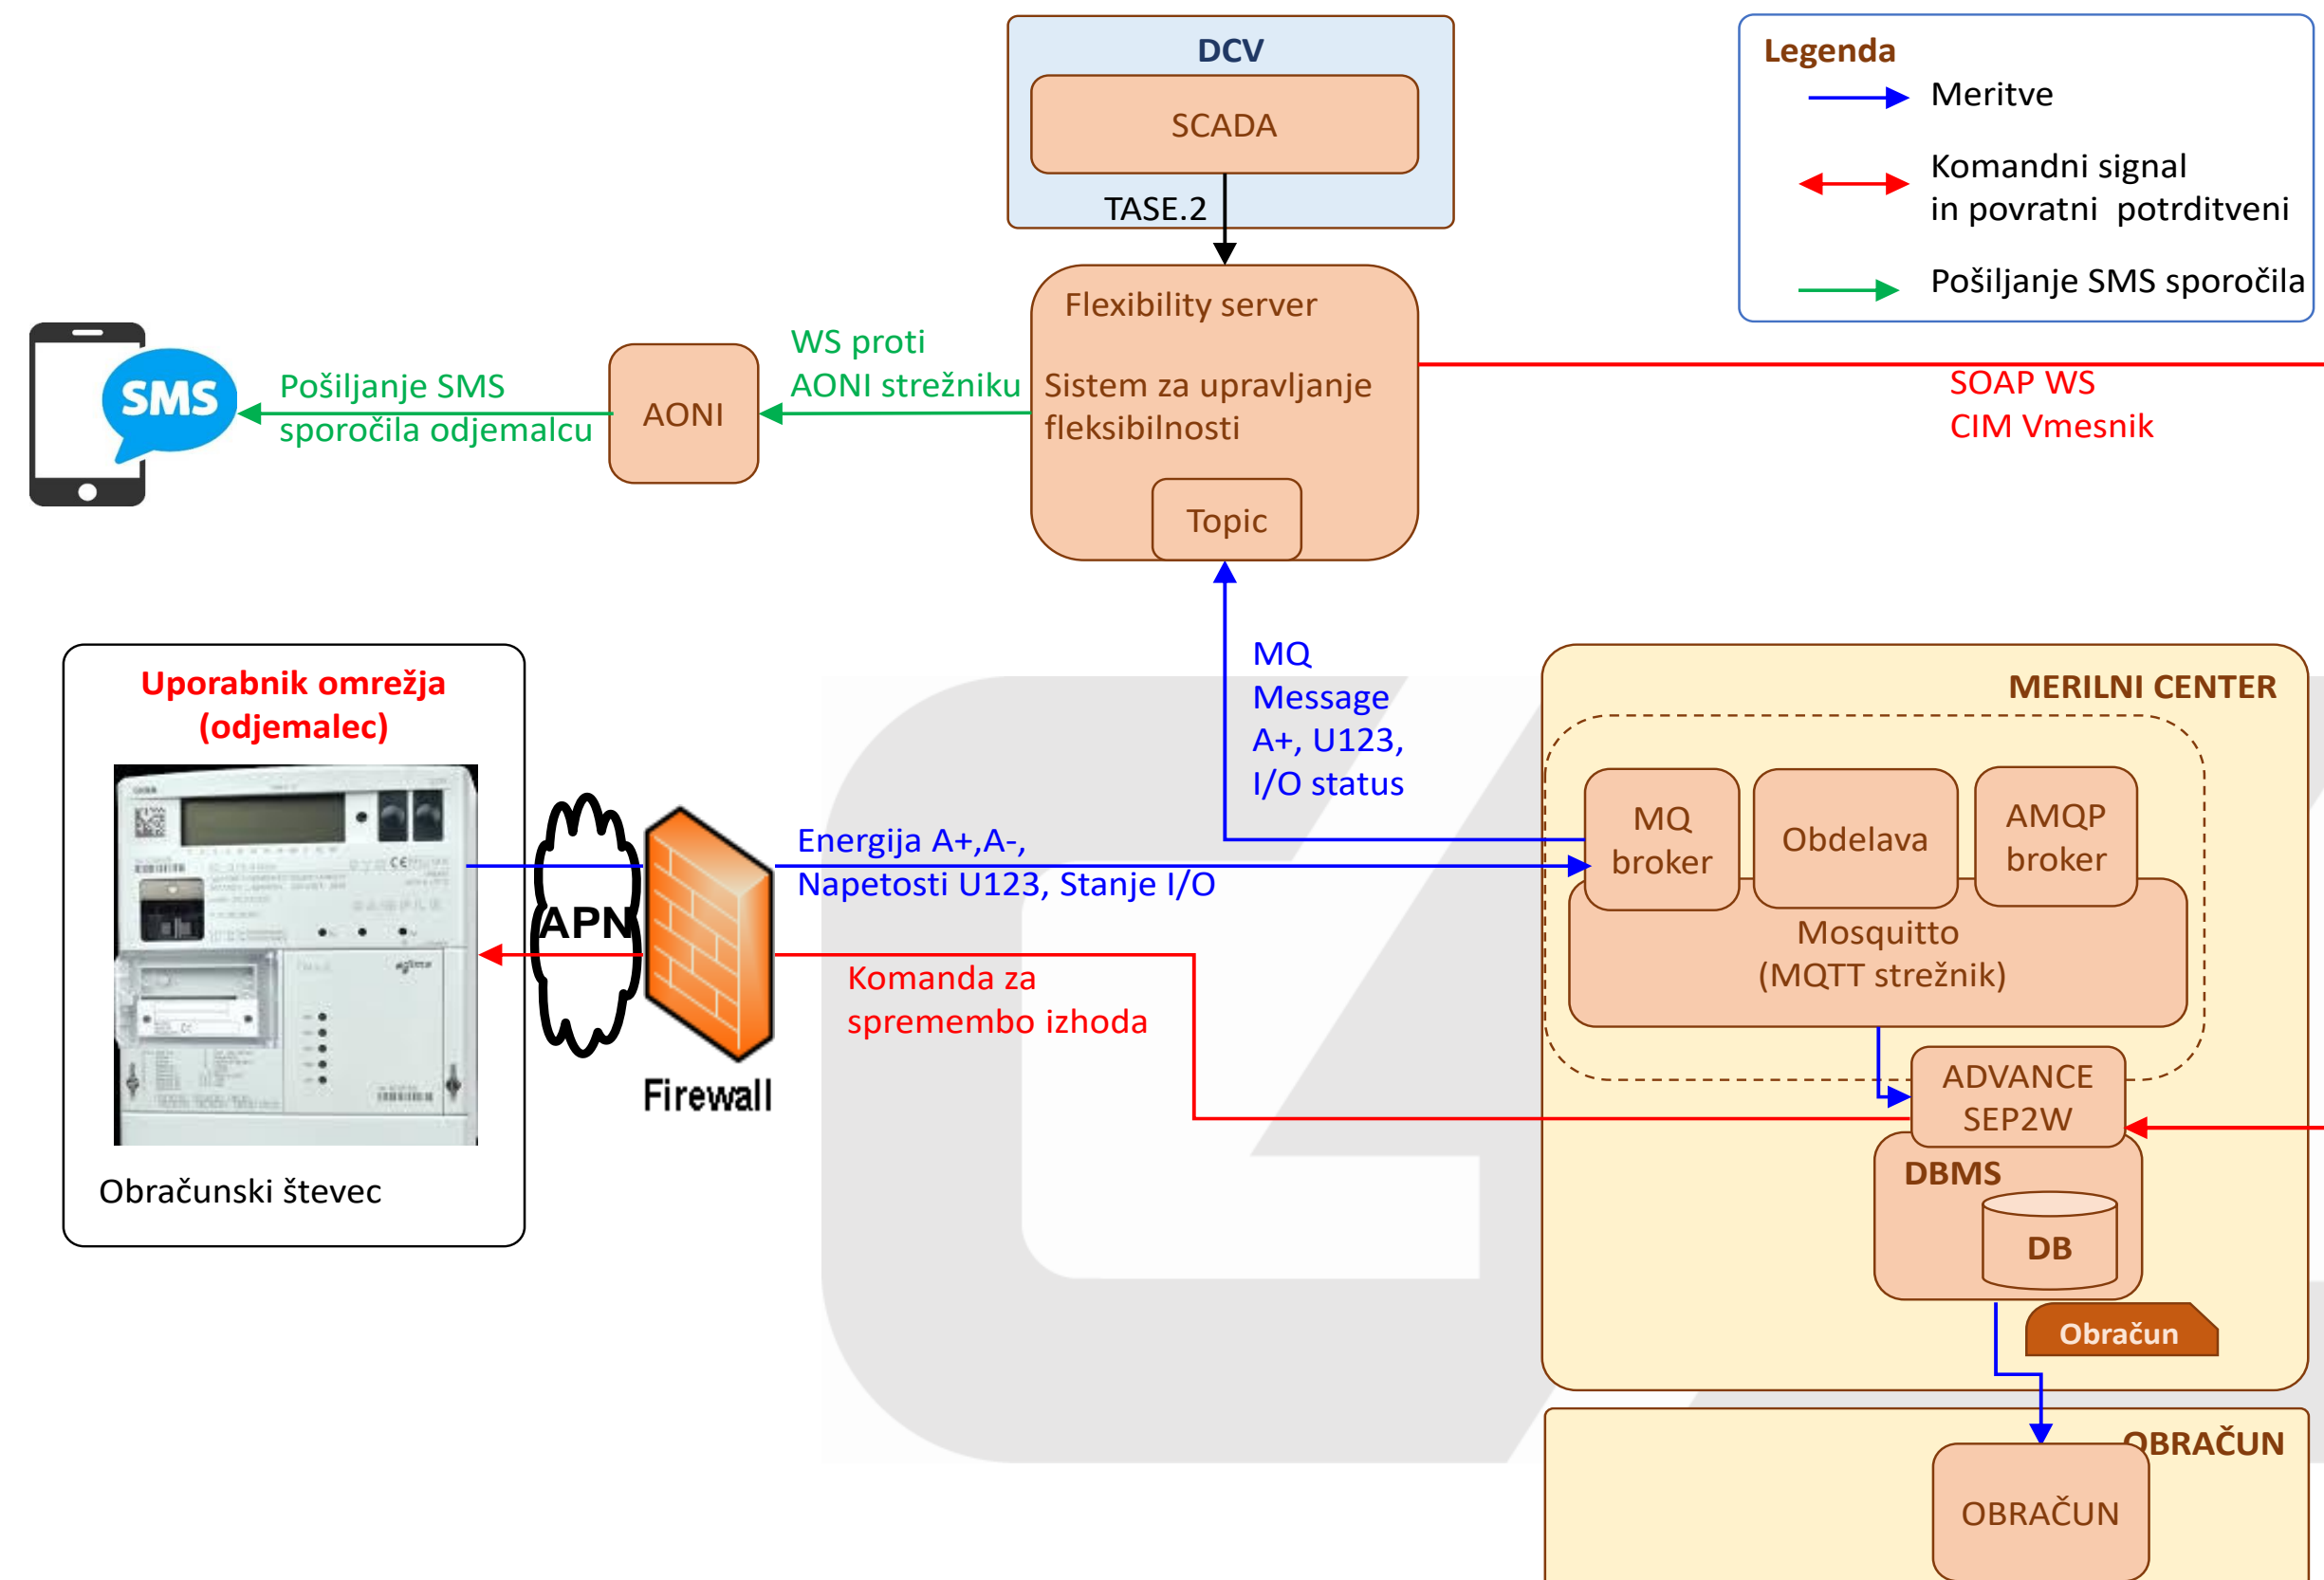 DCV
SCADA
TASE.2
Legenda
Meritve
Komandni signal
in povratni potrditveni
Pošiljanje SMS sporočila
Flexibility server
Sistem za upravljanje
fleksibilnosti
Topic
WS proti
AONI strežniku
AONI
Pošiljanje SMS
sporočila odjemalcu
SMS
SOAP WS
CIM Vmesnik
MQ
Message
A+, U123,
I/O status
Uporabnik omrežja
(odjemalec)
Obračunski števec
APN
Firewall
Energija A+,A-,
Napetosti U123, Stanje I/O
Komanda za
spremembo izhoda
MERILNI CENTER
MQ
broker
Obdelava
AMQP
broker
Mosquitto
(MQTT strežnik)
ADVANCE
SEP2W
DBMS
DB
Obračun
OBRAČUN
OBRAČUN